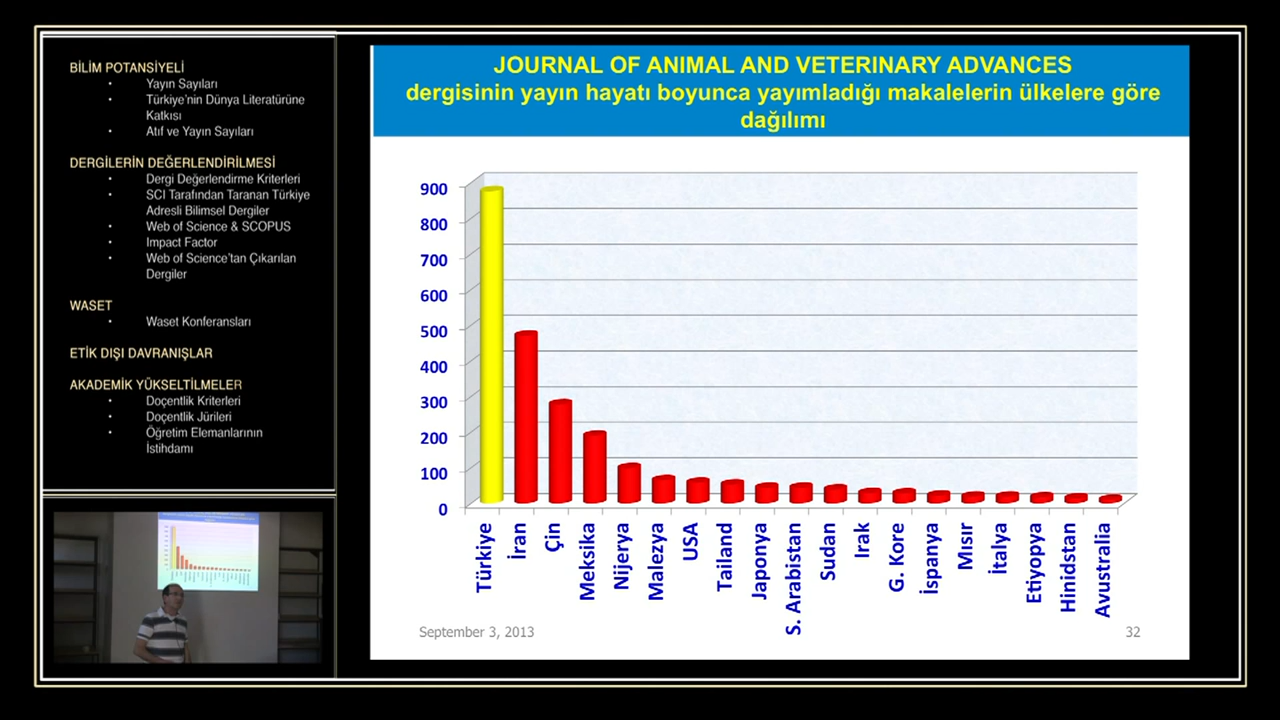 BİLİM POTANSİYELİ
• Yayın Sayıları
• Türkiye'nin Dünya Literatürüne
Katkısı
• Atıf ve Yayın Sayıları
DERGİLERİN DEĞERLENDİRİLMESİ
• Dergi Değerlendirme Kriterleri
• SCI Tarafından Taranan Türkiye
Adresli Bilimsel Dergiler
• Web of Science & SCOPUS
• Impact Factor
• Web of Science'tan Çıkarılan
Dergiler
WASET
• Waset Konferansları
ETİK DIŞI DAVRANIŞLAR
AKADEMİK YÜKSELTİLMELER
• Doçentlik Kriterleri
• Doçentlik Jürileri
• Öğretim Elemanlarının
İstihdamı
JOURNAL OF ANIMAL AND VETERINARY ADVANCES
dergisinin yayın hayatı boyunca yayımladığı makalelerin ülkelere göre
dağılımı
900
800
700
600
500
400
300
200
100
0
Türkiye
İran
Çin
Meksika
Nijerya
Malezya
USA
Tailand
Japonya
S. Arabistan
Sudan
Irak
G. Kore
İspanya
Mısır
İtalya
Etiyopya
Hinidstan
Avustralia
September 3, 2013
32